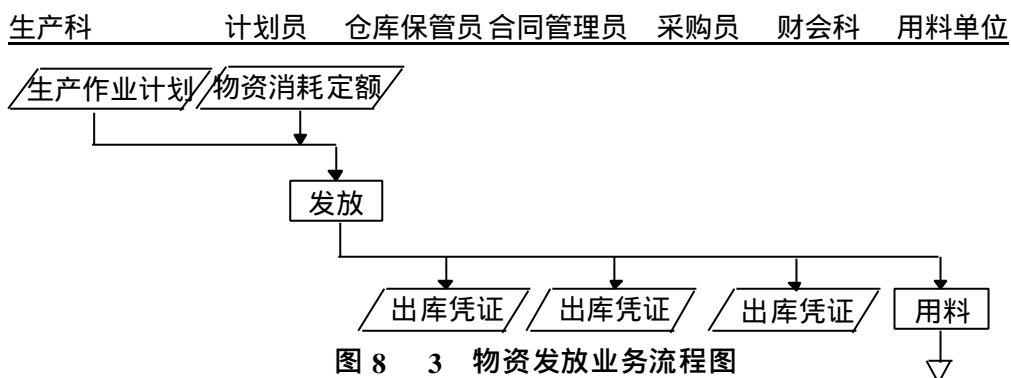 生产科 计划员 仓库保管员 合同管理员 采购员 财会科 用料单位
生产作业计划 物资消耗定额
发放
出库凭证 出库凭证 出库凭证 用料
图 8 3 物资发放业务流程图